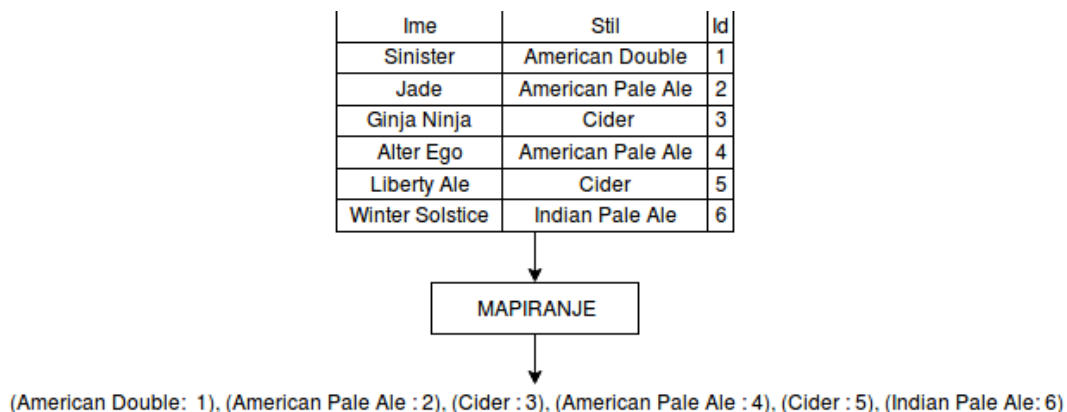 Ime Stil Id
Sinister American Double 1
Jade American Pale Ale 2
Ginja Ninja Cider 3
Alter Ego American Pale Ale 4
Liberty Ale Cider 5
Winter Solstice Indian Pale Ale 6
MAPIRANJE
(American Double: 1), (American Pale Ale : 2), (Cider : 3), (American Pale Ale : 4), (Cider : 5), (Indian Pale Ale: 6)